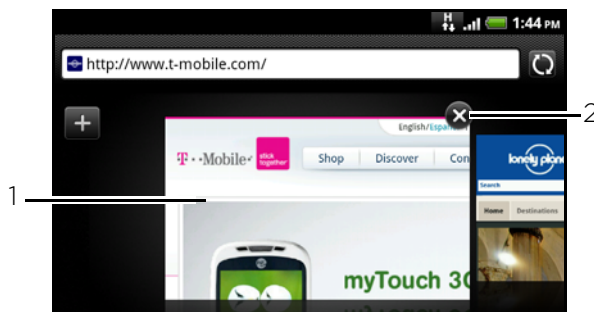 H 1:44 PM
http://www.t-mobile.com/
+
2
English/Español
T··Mobile· stick together Shop Discover Con
lonely plan
Search
Home Destinations
1
myTouch 3G